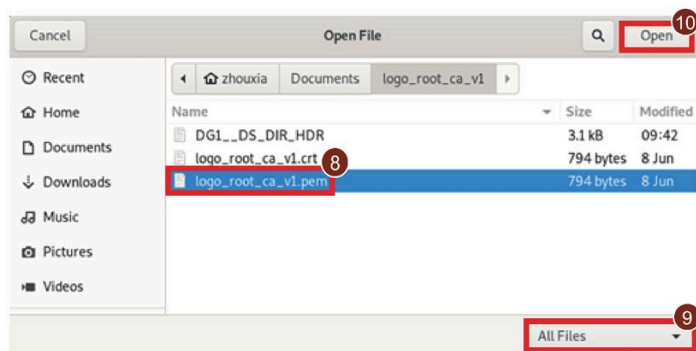 Cancel Open File Open 10
Recent
Home
Documents
Downloads
Music
Pictures
Videos
zhouxia Documents logo_root_ca_v1
Name Size Modified
DG1__DS_DIR_HDR 3.1 kB 09:42
logo_root_ca_v1.crt 794 bytes 8 Jun
8
logo_root_ca_v1.pem 794 bytes 8 Jun
9
All Files